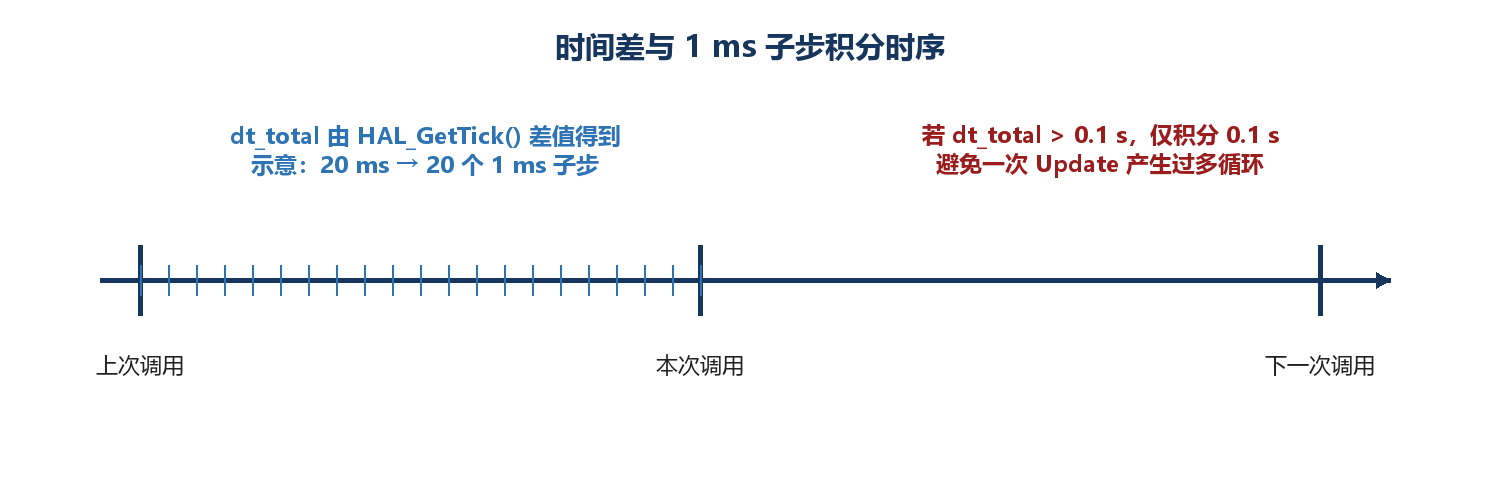 时间差与 1 ms 子步积分时序
dt_total 由 HAL_GetTick() 差值得到
示意：20 ms → 20 个 1 ms 子步
若 dt_total > 0.1 s，仅积分 0.1 s
避免一次 Update 产生过多循环
上次调用
本次调用
下一次调用